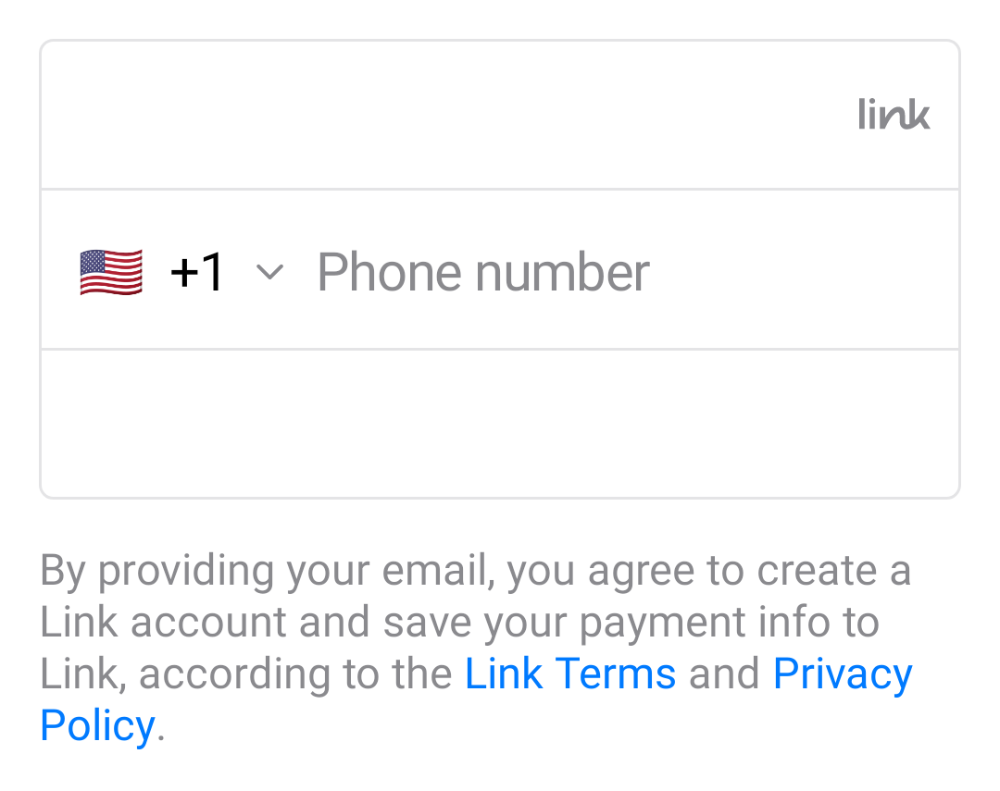 link
+1 Phone number
By providing your email, you agree to create a
Link account and save your payment info to
Link, according to the Link Terms and Privacy
Policy.